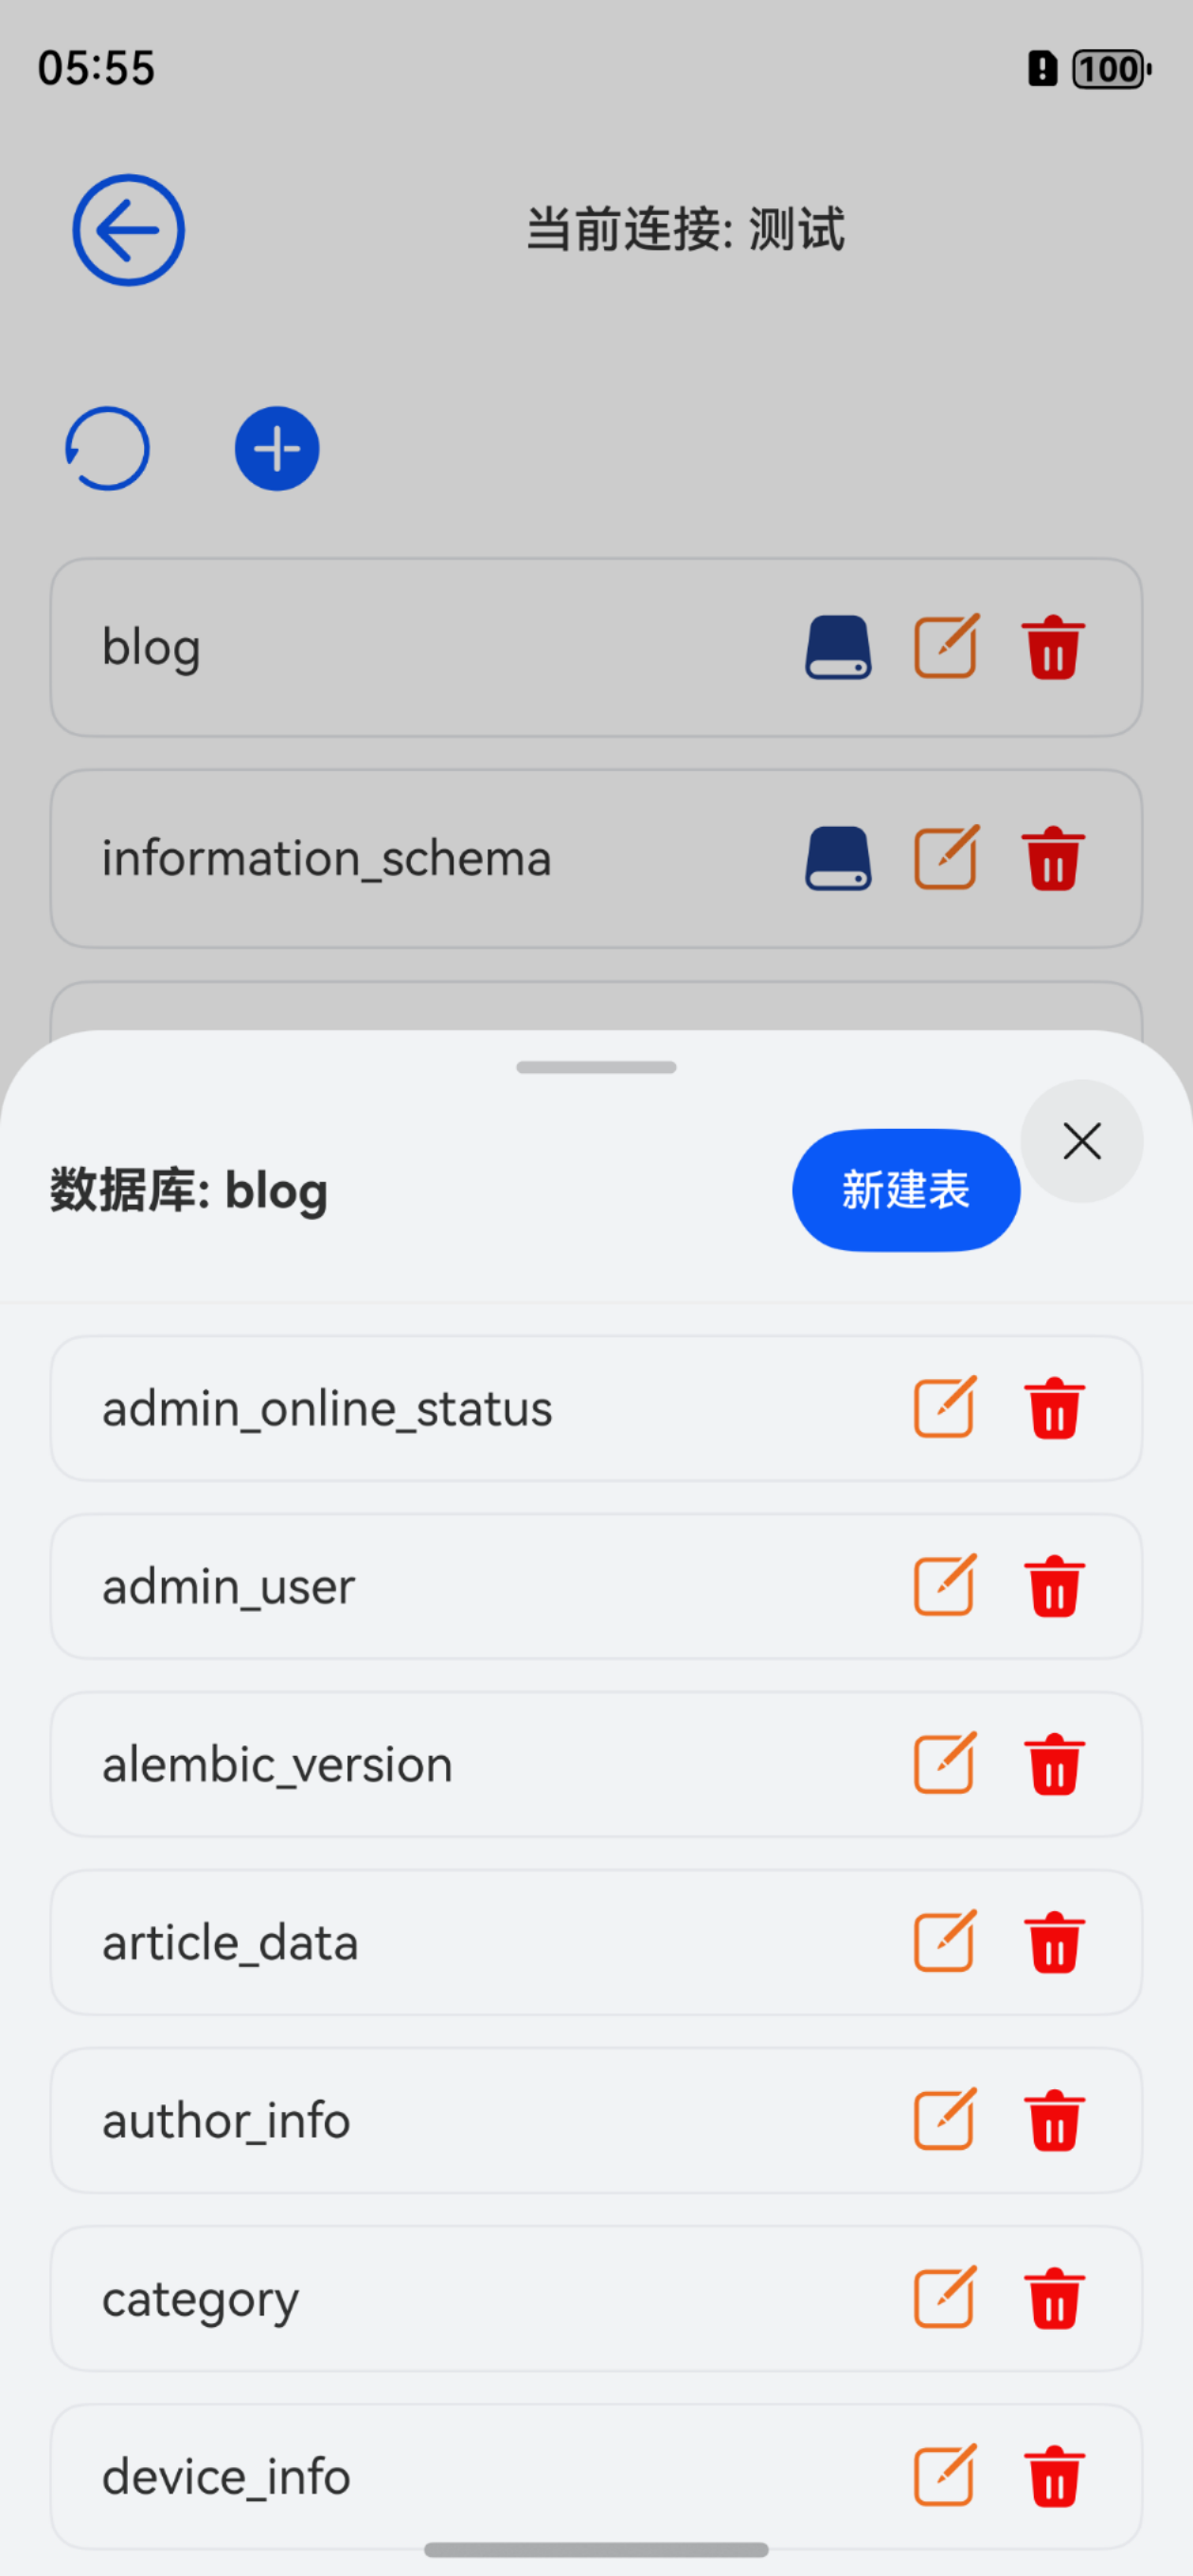 05:55
100
当前连接: 测试
blog
information_schema
数据库: blog
新建表
admin_online_status
admin_user
alembic_version
article_data
author_info
category
device_info